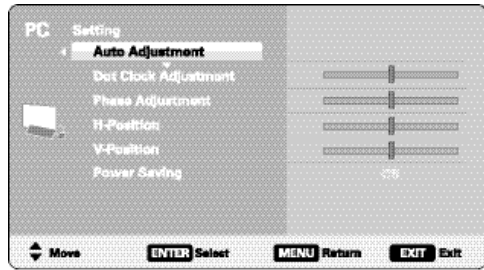 PC Setting
Auto Adjustment
Dot Clock Adjustment
Phase Adjustment
H-Position
V-Position
Power Saving
Move ENTER Select MENU Return EXIT Exit